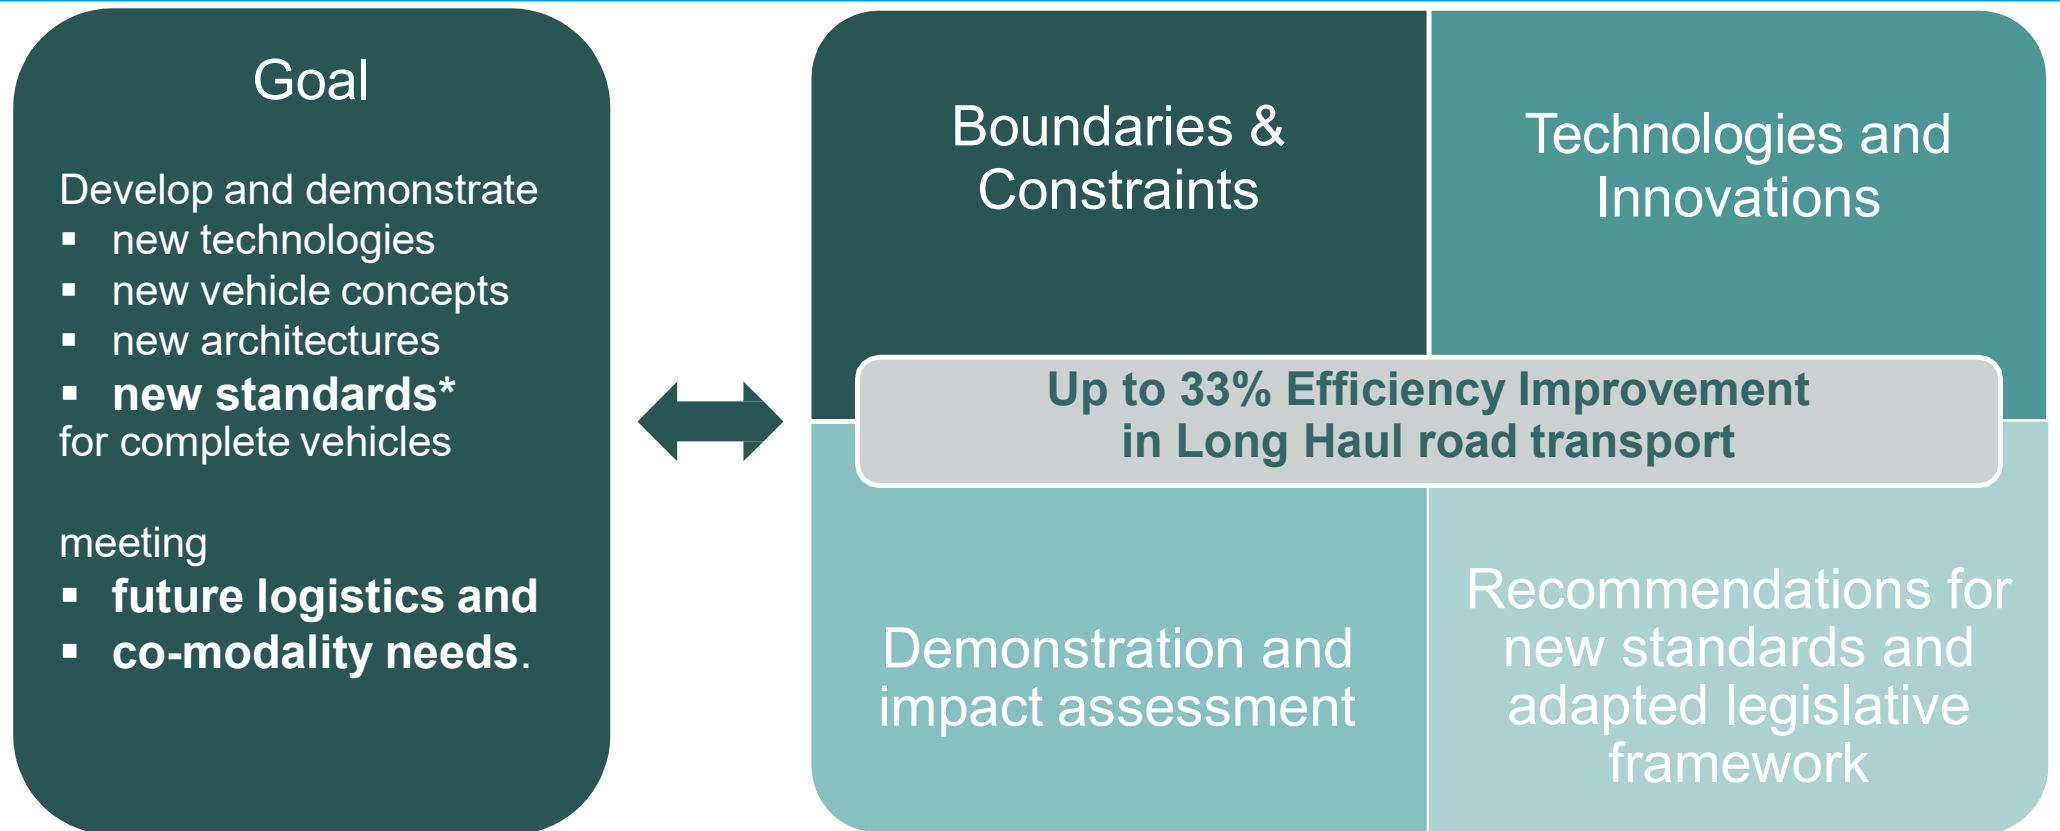 Goal
Develop and demonstrate
▪ new technologies
▪ new vehicle concepts
▪ new architectures
▪ new standards*
for complete vehicles
meeting
▪ future logistics and
▪ co-modality needs.
Boundaries &
Constraints
Technologies and
Innovations
Up to 33% Efficiency Improvement
in Long Haul road transport
Demonstration and
impact assessment
Recommendations for
new standards and
adapted legislative
framework